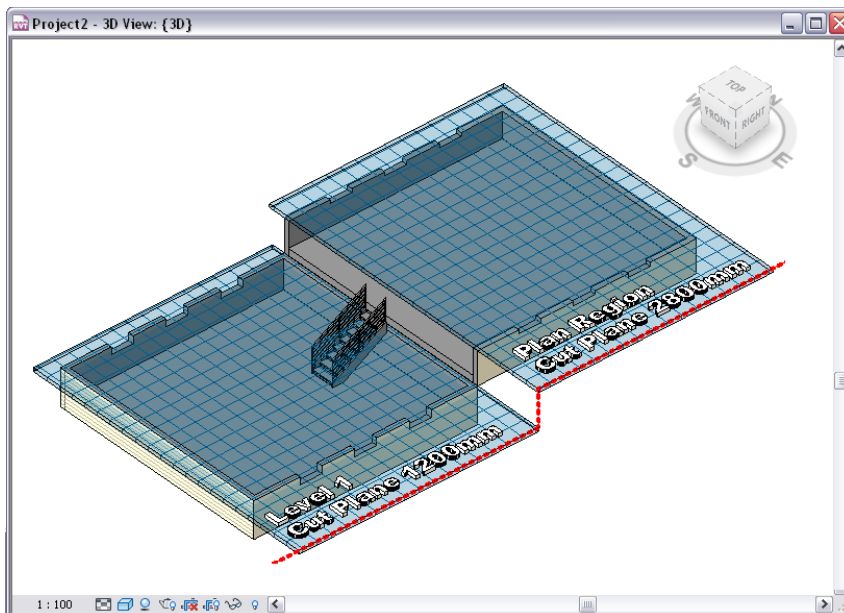 Project2 - 3D View: {3D}
TOP
W
N
FRONT
RIGHT
S
E
Plan Region
Cut Plane 2800mm
Level 1
Cut Plane 1200mm
1 : 100